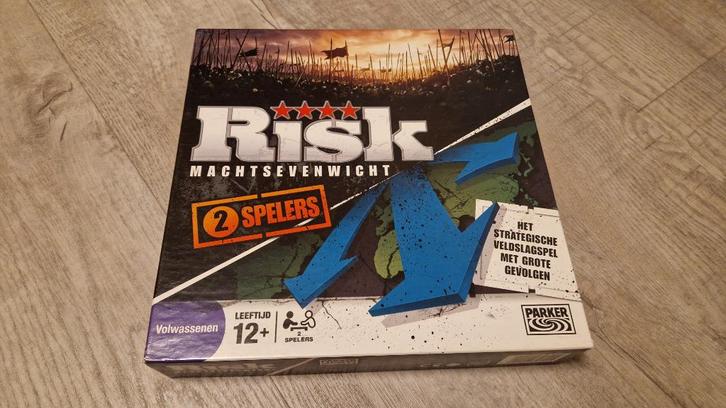 RISK
MACHTSEVENWICHT
2 SPELERS
HET
STRATEGISCHE
VELDSLAGSPEL
MET GROTE
GEVOLGEN
Volwassenen
LEEFTIJD
12+
2
SPELERS
PARKER